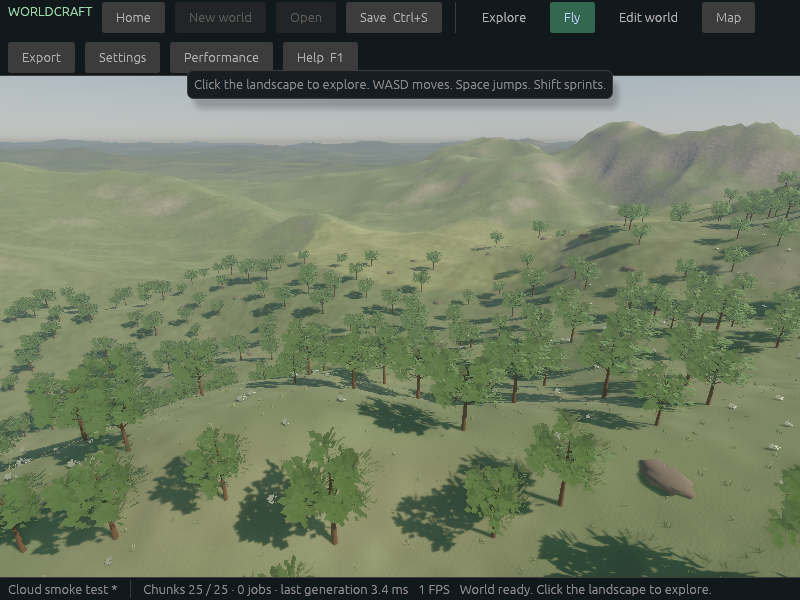 WORLDCRAFT Home New world Open Save Ctrl+S Explore Fly Edit world Map
Export Settings Performance Help F1
Click the landscape to explore. WASD moves. Space jumps. Shift sprints.
Cloud smoke test * Chunks 25 / 25 · 0 jobs · last generation 3.4 ms 1 FPS World ready. Click the landscape to explore.